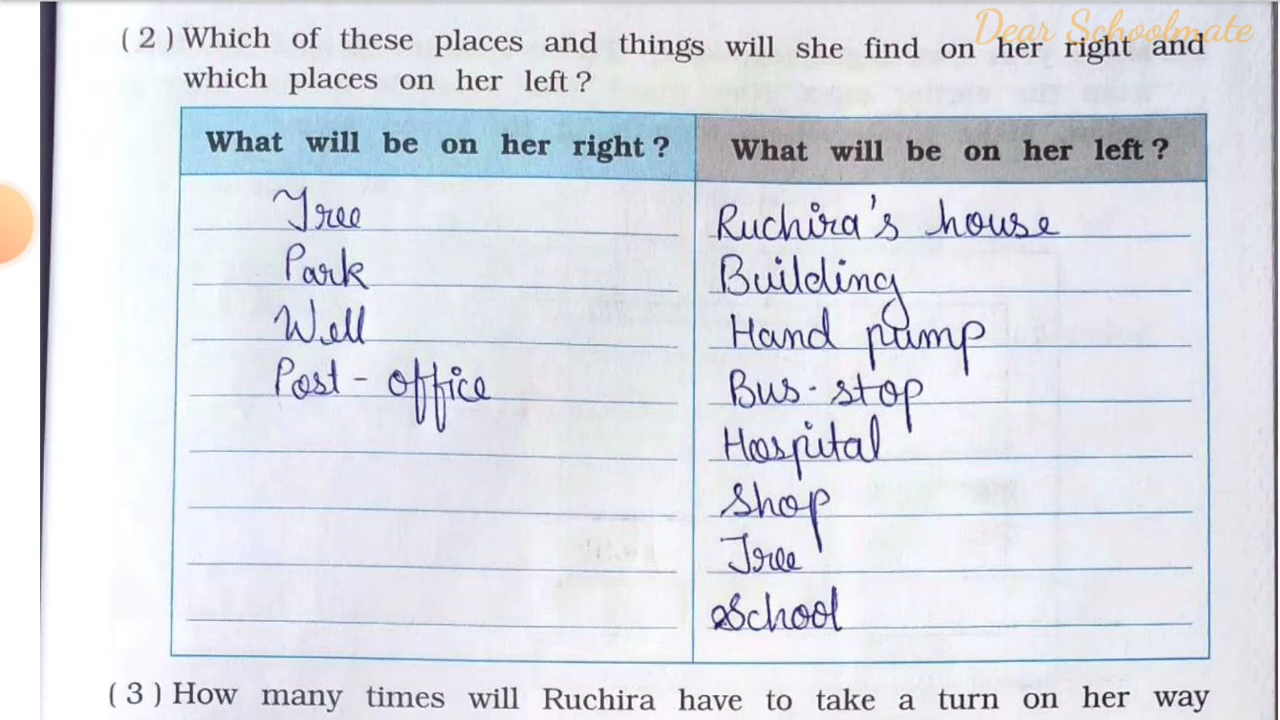 Dear Schoolmate
(2) Which of these places and things will she find on her right and
which places on her left?
What will be on her right?
What will be on her left?
Tree
Park
Well
Post-office
Ruchira's house
Building
Hand pump
Bus-stop
Hospital
Shop
Tree
School
(3) How many times will Ruchira have to take a turn on her way